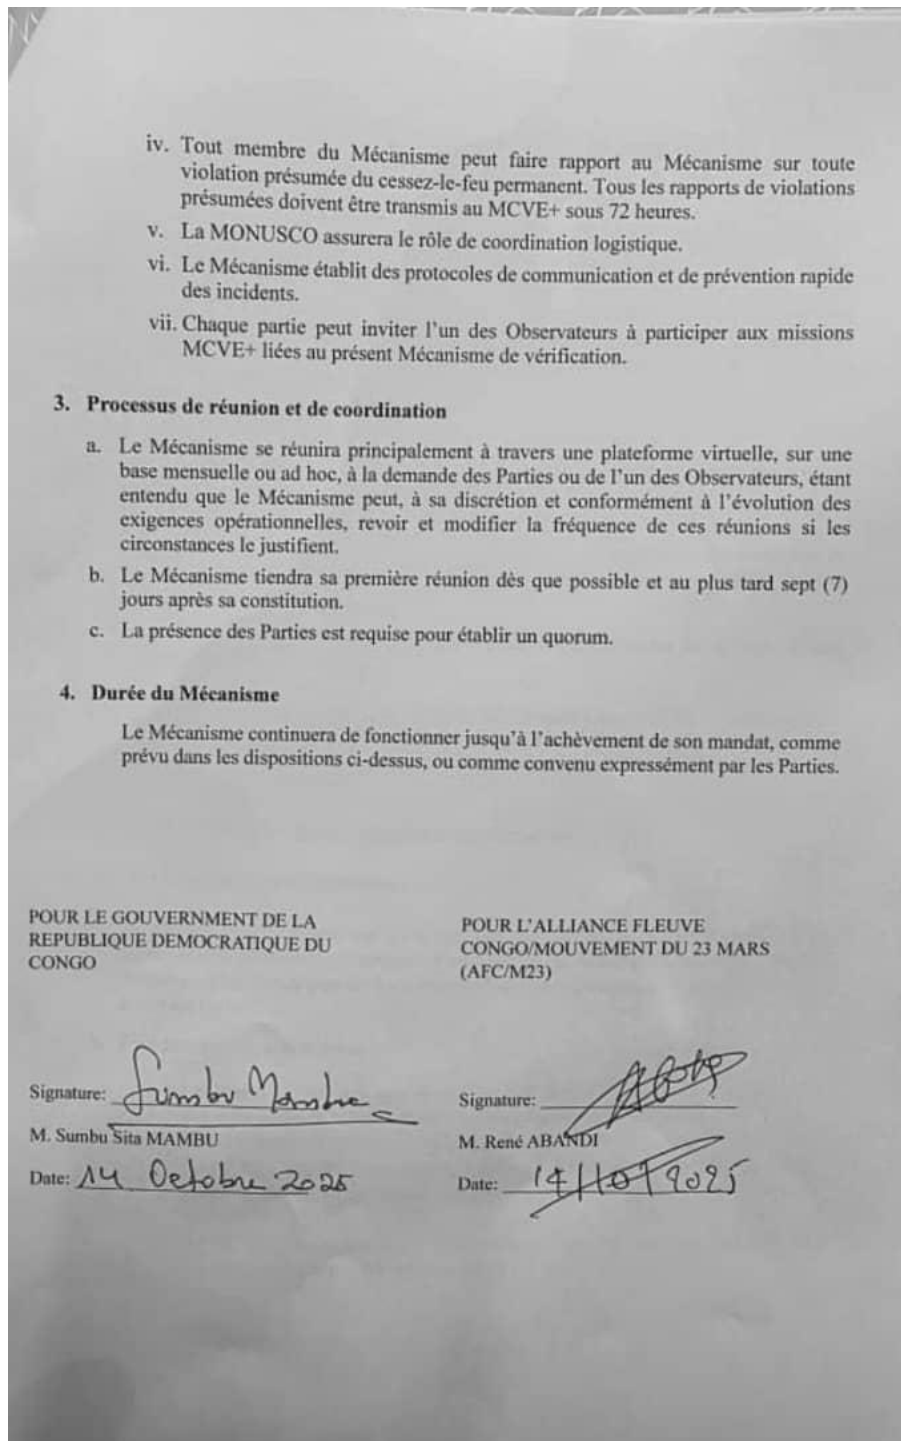 iv. Tout membre du Mécanisme peut faire rapport au Mécanisme sur toute
violation présumée du cessez-le-feu permanent. Tous les rapports de violations
présumées doivent être transmis au MCVE+ sous 72 heures.
v. La MONUSCO assurera le rôle de coordination logistique.
vi. Le Mécanisme établit des protocoles de communication et de prévention rapide
des incidents.
vii. Chaque partie peut inviter l'un des Observateurs à participer aux missions
MCVE+ liées au présent Mécanisme de vérification.
3. Processus de réunion et de coordination
a. Le Mécanisme se réunira principalement à travers une plateforme virtuelle, sur une
base mensuelle ou ad hoc, à la demande des Parties ou de l'un des Observateurs, étant
entendu que le Mécanisme peut, à sa discrétion et conformément à l'évolution des
exigences opérationnelles, revoir et modifier la fréquence de ces réunions si les
circonstances le justifient.
b. Le Mécanisme tiendra sa première réunion dès que possible et au plus tard sept (7)
jours après sa constitution.
c. La présence des Parties est requise pour établir un quorum.
4. Durée du Mécanisme
Le Mécanisme continuera de fonctionner jusqu'à l'achèvement de son mandat, comme
prévu dans les dispositions ci-dessus, ou comme convenu expressément par les Parties.
POUR LE GOUVERNMENT DE LA
REPUBLIQUE DEMOCRATIQUE DU
CONGO
Signature: Sumbu Mambu
M. Sumbu Sita MAMBU
Date: 14 Octobre 2025
POUR L'ALLIANCE FLEUVE
CONGO/MOUVEMENT DU 23 MARS
(AFC/M23)
Signature:
M. René ABANDI
Date: 14/10/2025